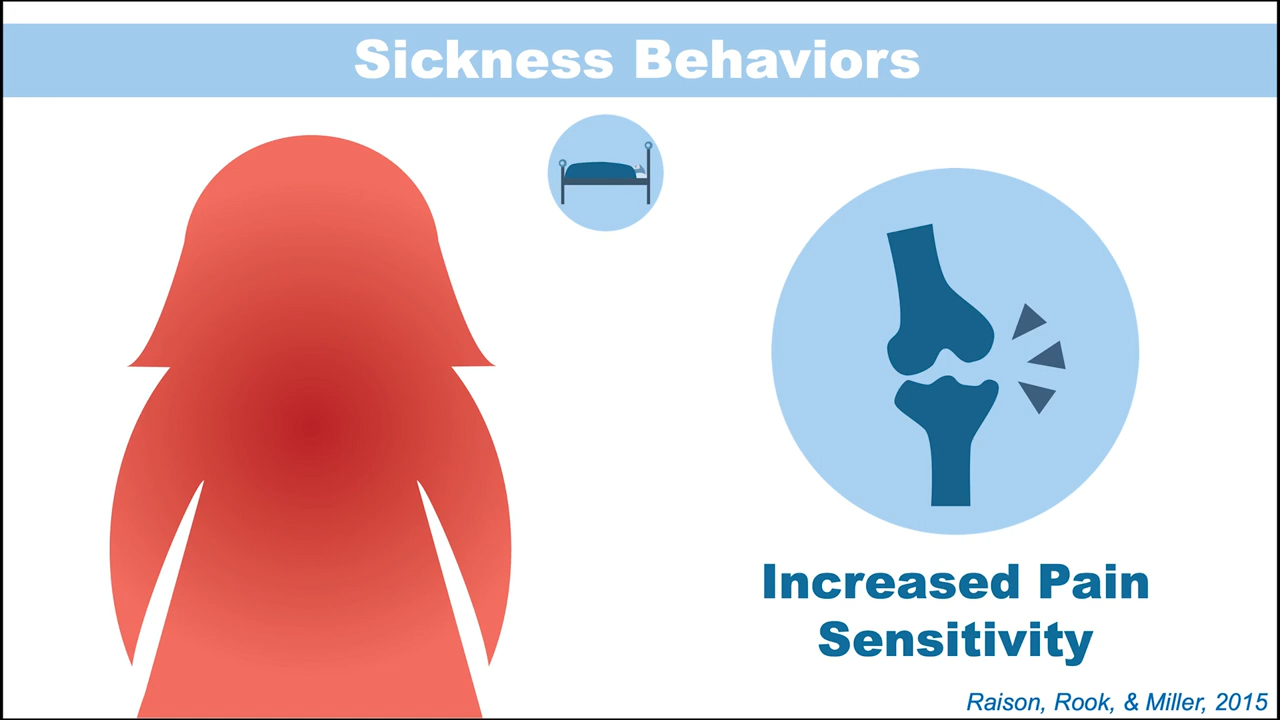 Sickness Behaviors
Increased Pain
Sensitivity
Raison, Rook, & Miller, 2015